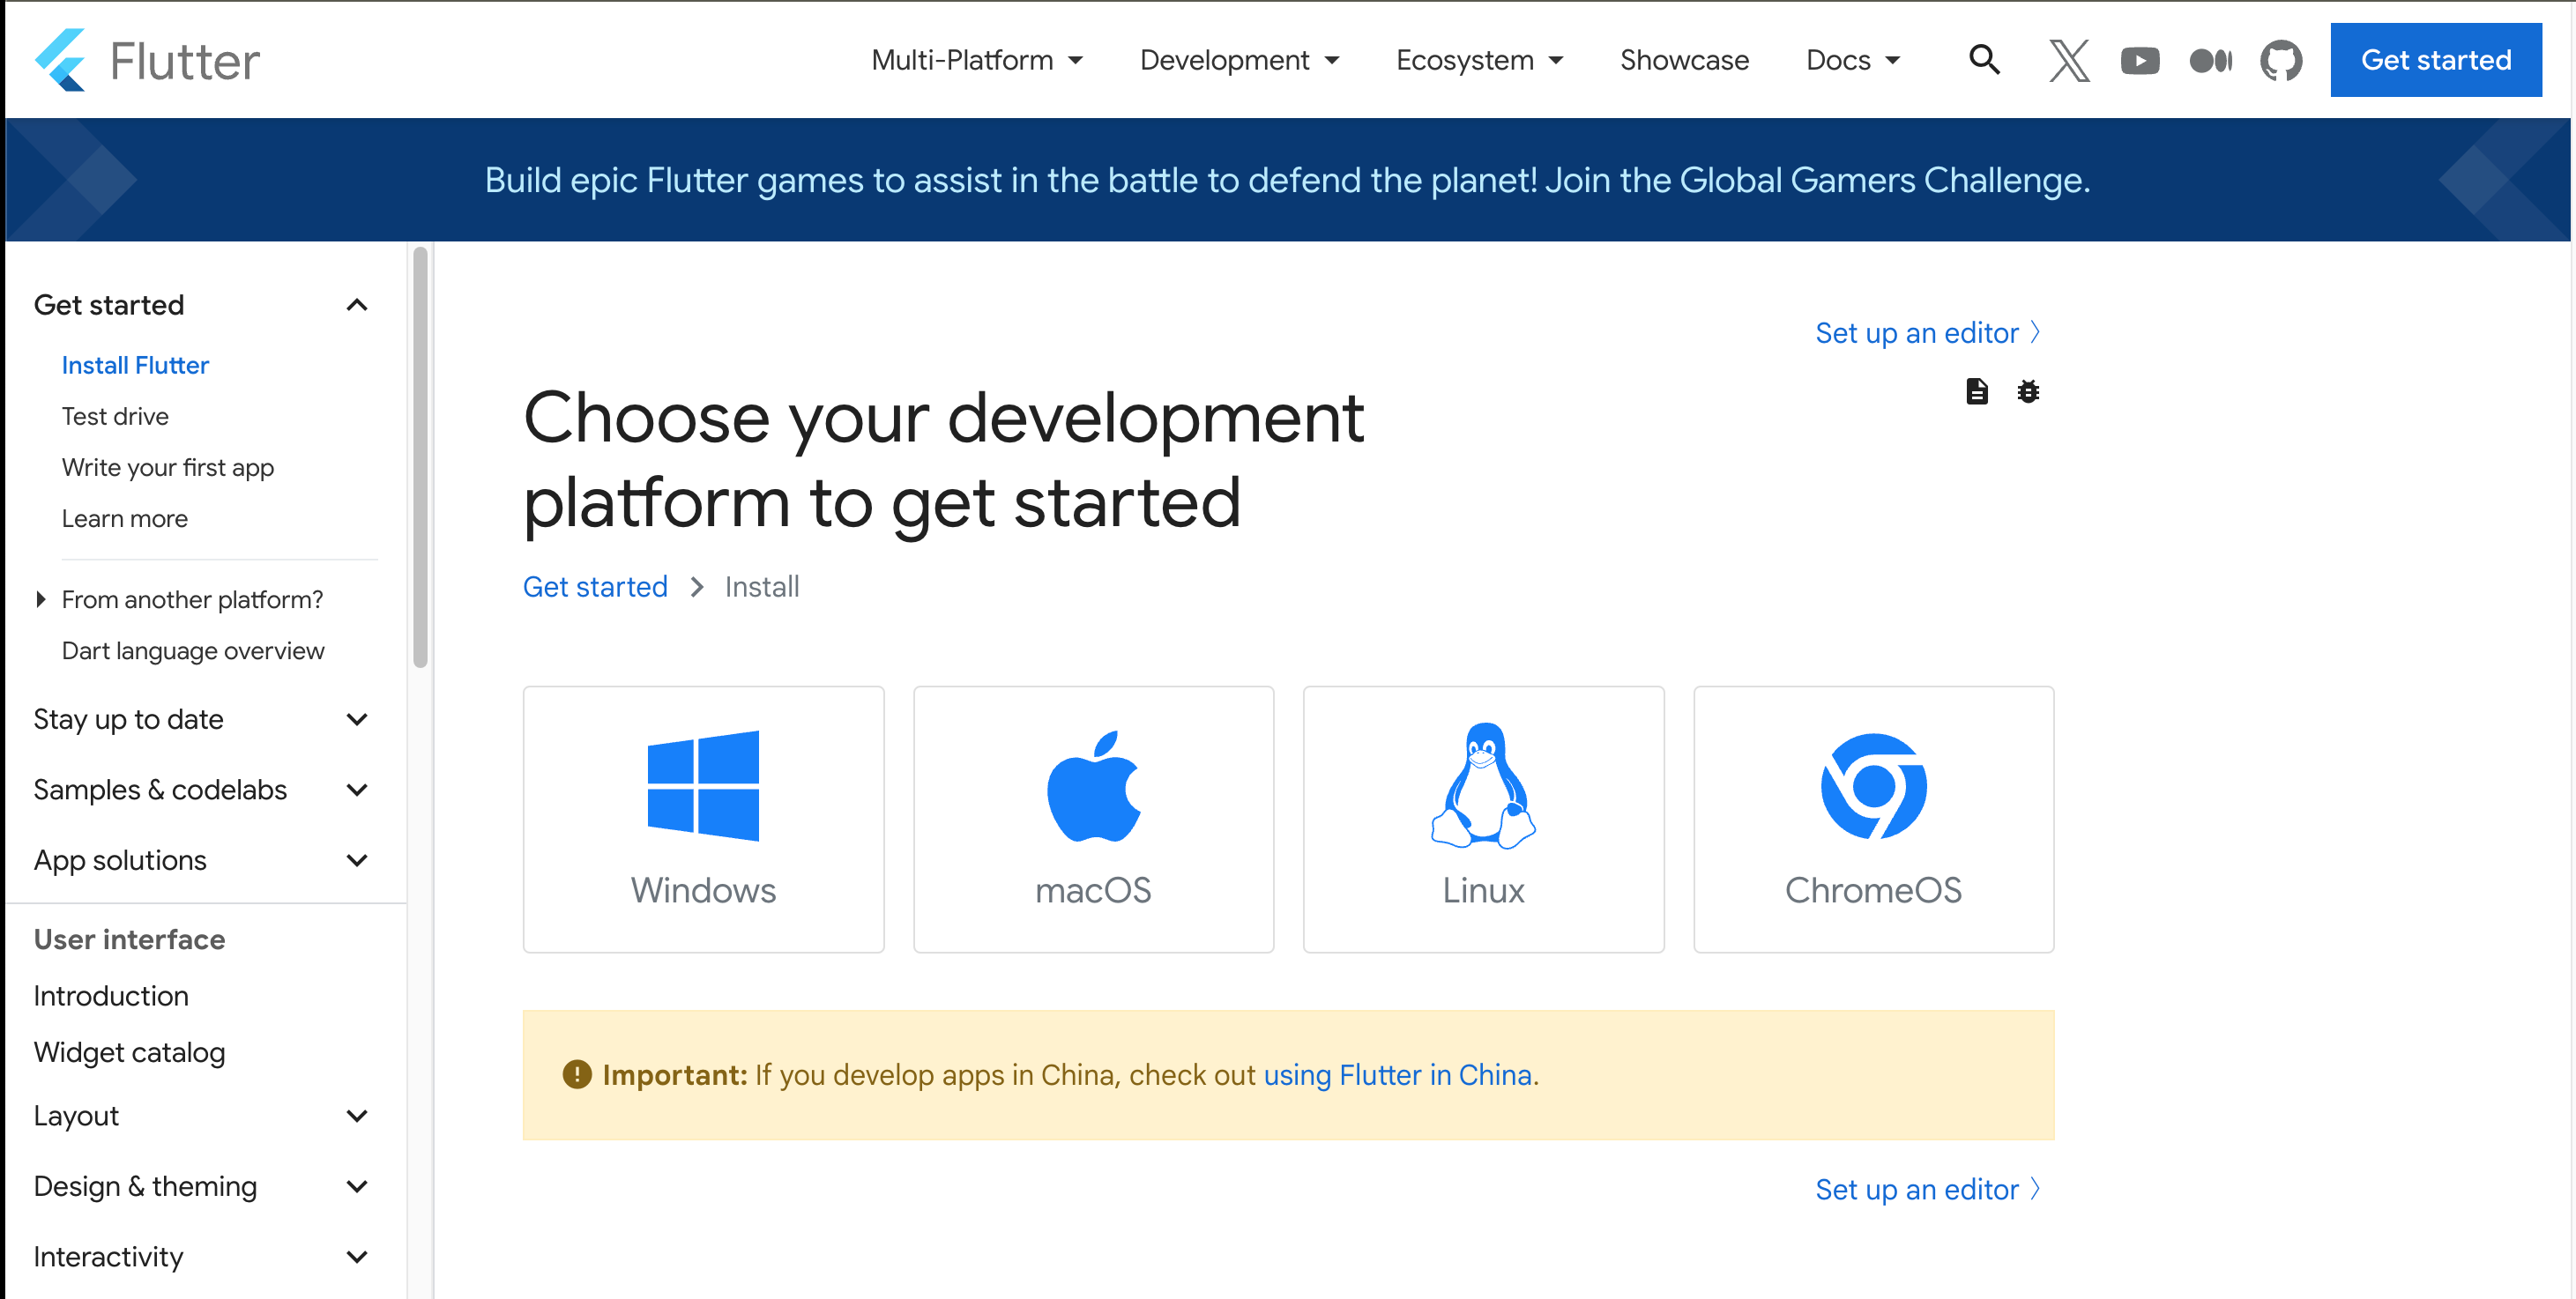 Flutter
Multi-Platform
Development
Ecosystem
Showcase
Docs
Get started
Build epic Flutter games to assist in the battle to defend the planet! Join the Global Gamers Challenge.
Get started
Install Flutter
Test drive
Write your first app
Learn more
From another platform?
Dart language overview
Stay up to date
Samples & codelabs
App solutions
User interface
Introduction
Widget catalog
Layout
Design & theming
Interactivity
Set up an editor
Choose your development
platform to get started
Get started > Install
Windows
macOS
Linux
ChromeOS
Important: If you develop apps in China, check out using Flutter in China.
Set up an editor